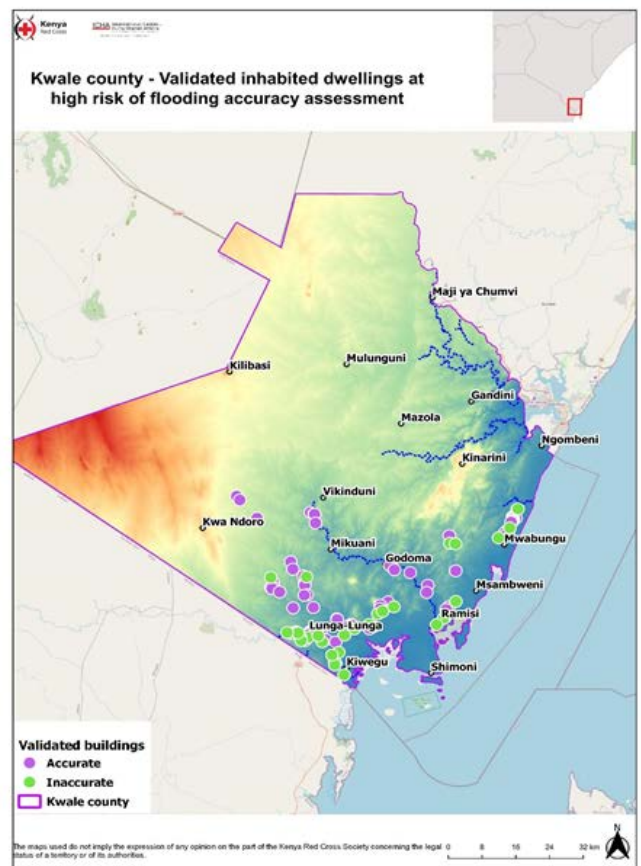 Kenya
Red Cross
Kwale county - Validated inhabited dwellings at
high risk of flooding accuracy assessment
Maji ya Chumvi
Kilibasi
Mulunguni
Gandini
Mazola
Ngombeni
Kinarini
Vikinduni
Kwa Ndoro
Mwabungu
Mikuani
Godoma
Msambweni
Ramisi
Lunga-Lunga
Kiwegu
Shimoni
Validated buildings
Accurate
Inaccurate
Kwale county
N
The maps used do not imply the expression of any opinion on the part of the Kenya Red Cross Society concerning the legal
status of a territory or of its authorities.
0 8 16 24 32 km